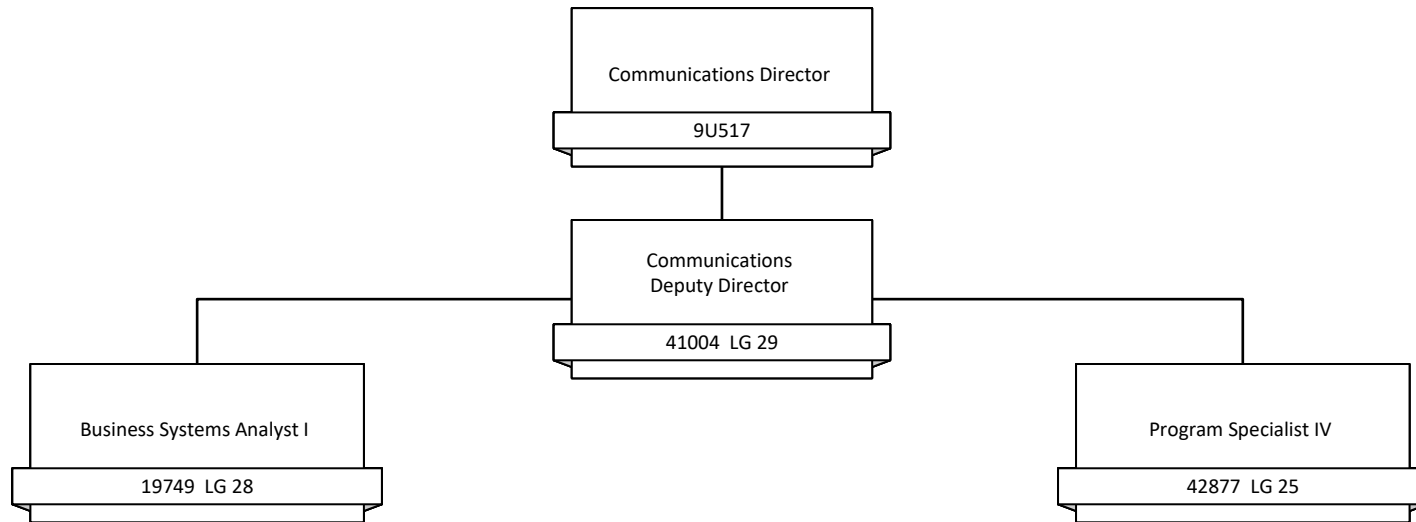 Communications Director
9U517
Communications
Deputy Director
41004 LG 29
Business Systems Analyst I
19749 LG 28
Program Specialist IV
42877 LG 25